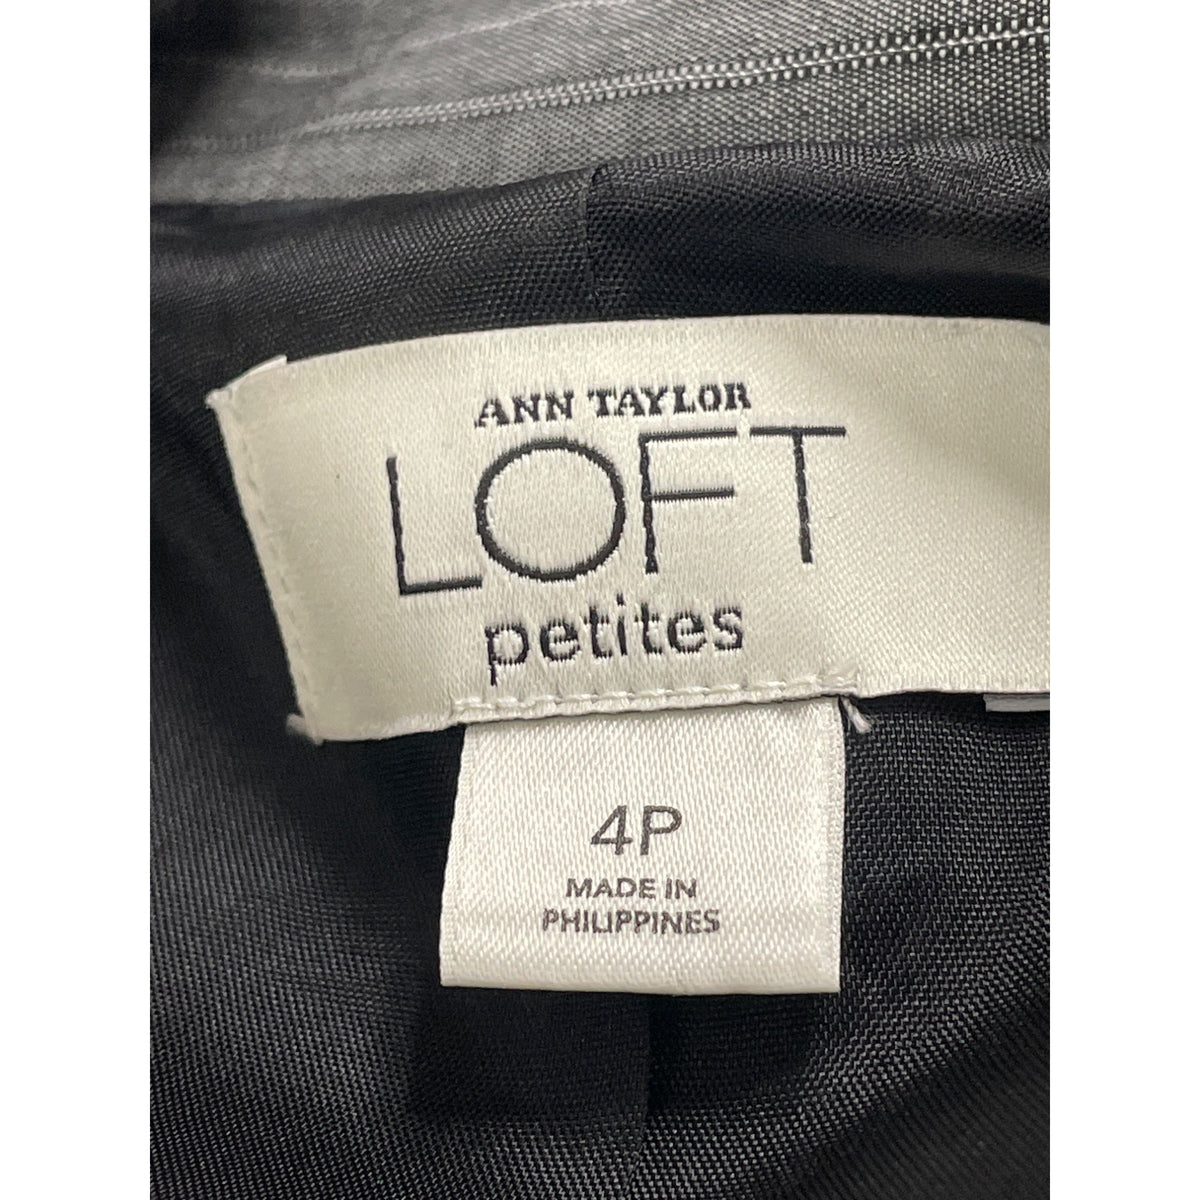 ANN TAYLOR
LOFT
petites
4P
MADE IN
PHILIPPINES